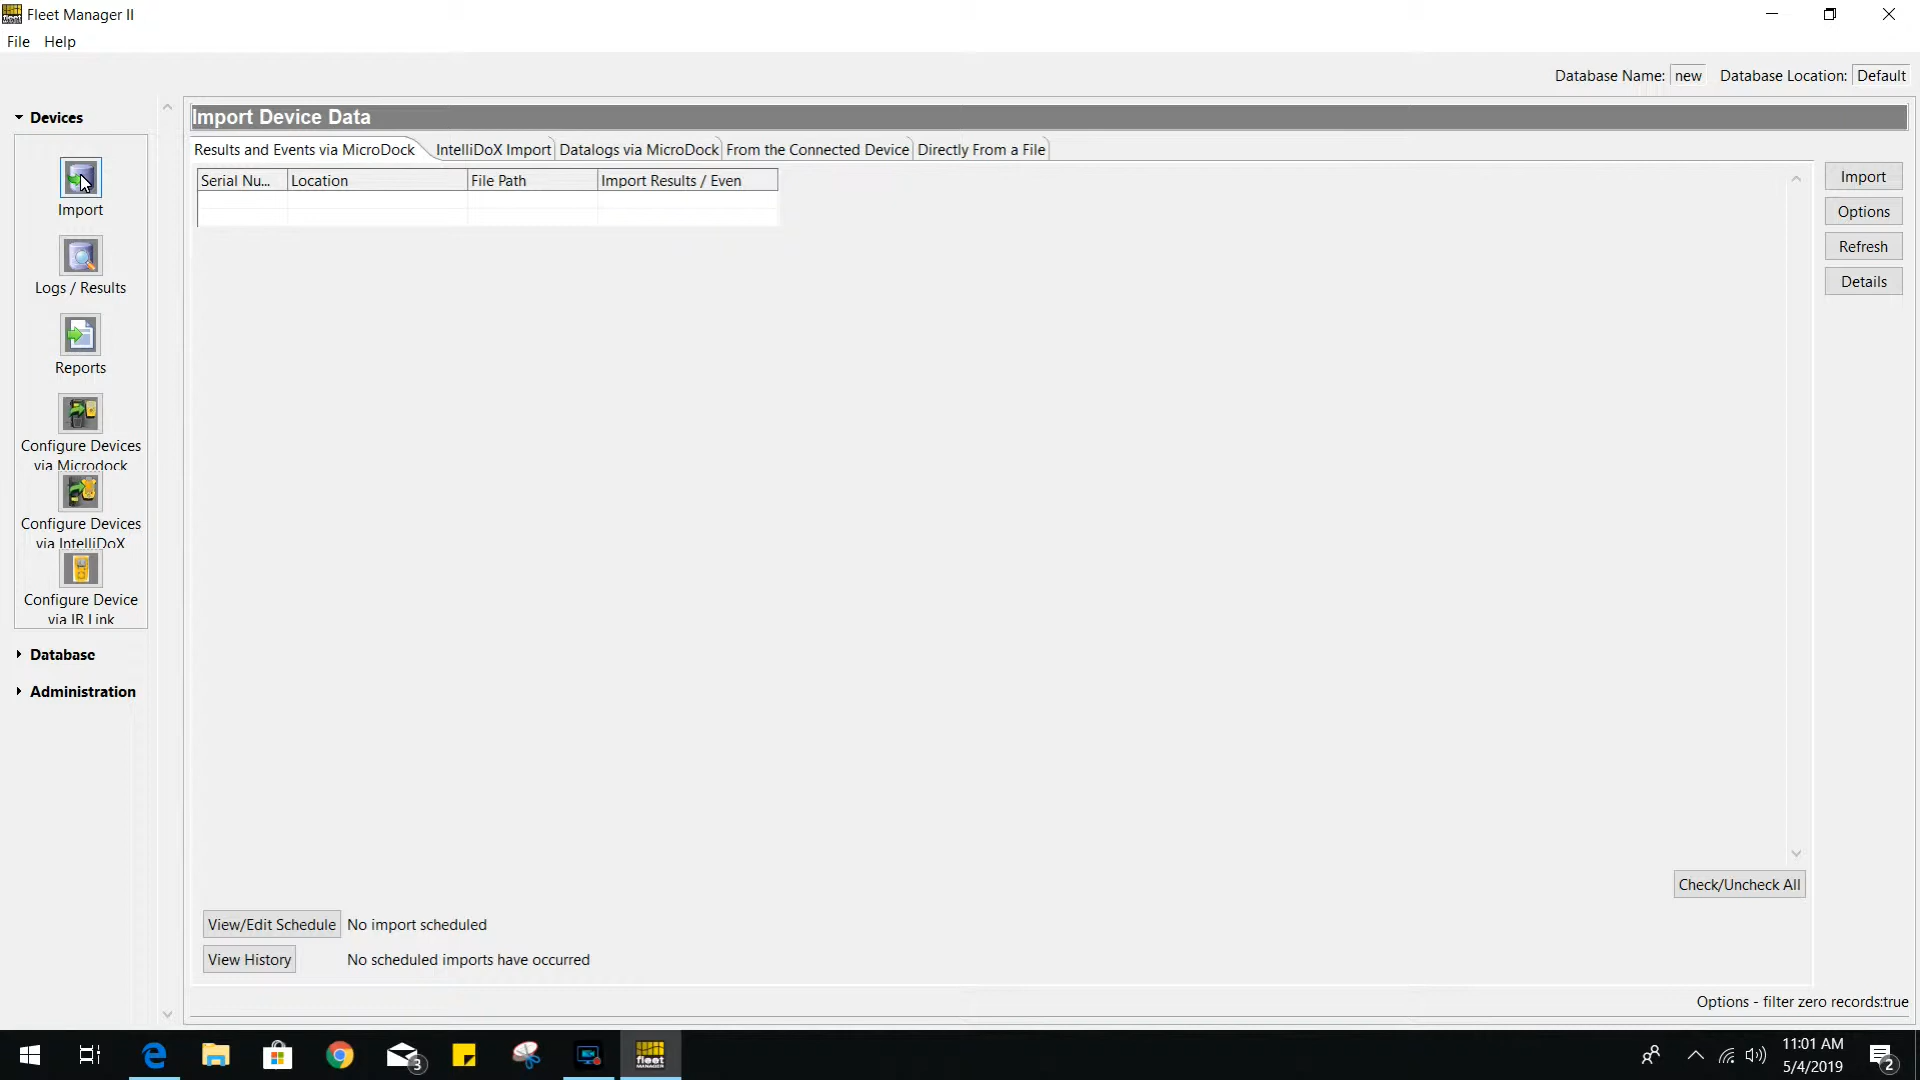 Fleet Manager II
File Help
Database Name: new Database Location: Default
Devices
Import
Logs / Results
Reports
Configure Devices
via Microdock
Configure Devices
via IntelliDoX
Configure Device
via IR Link
Database
Administration
Import Device Data
Results and Events via MicroDock IntelliDoX Import Datalogs via MicroDock From the Connected Device Directly From a File
Serial Nu... Location File Path Import Results / Even
Import
Options
Refresh
Details
Check/Uncheck All
View/Edit Schedule No import scheduled
View History No scheduled imports have occurred
Options - filter zero records:true
3
fleet
MANAGER
11:01 AM
5/4/2019
2